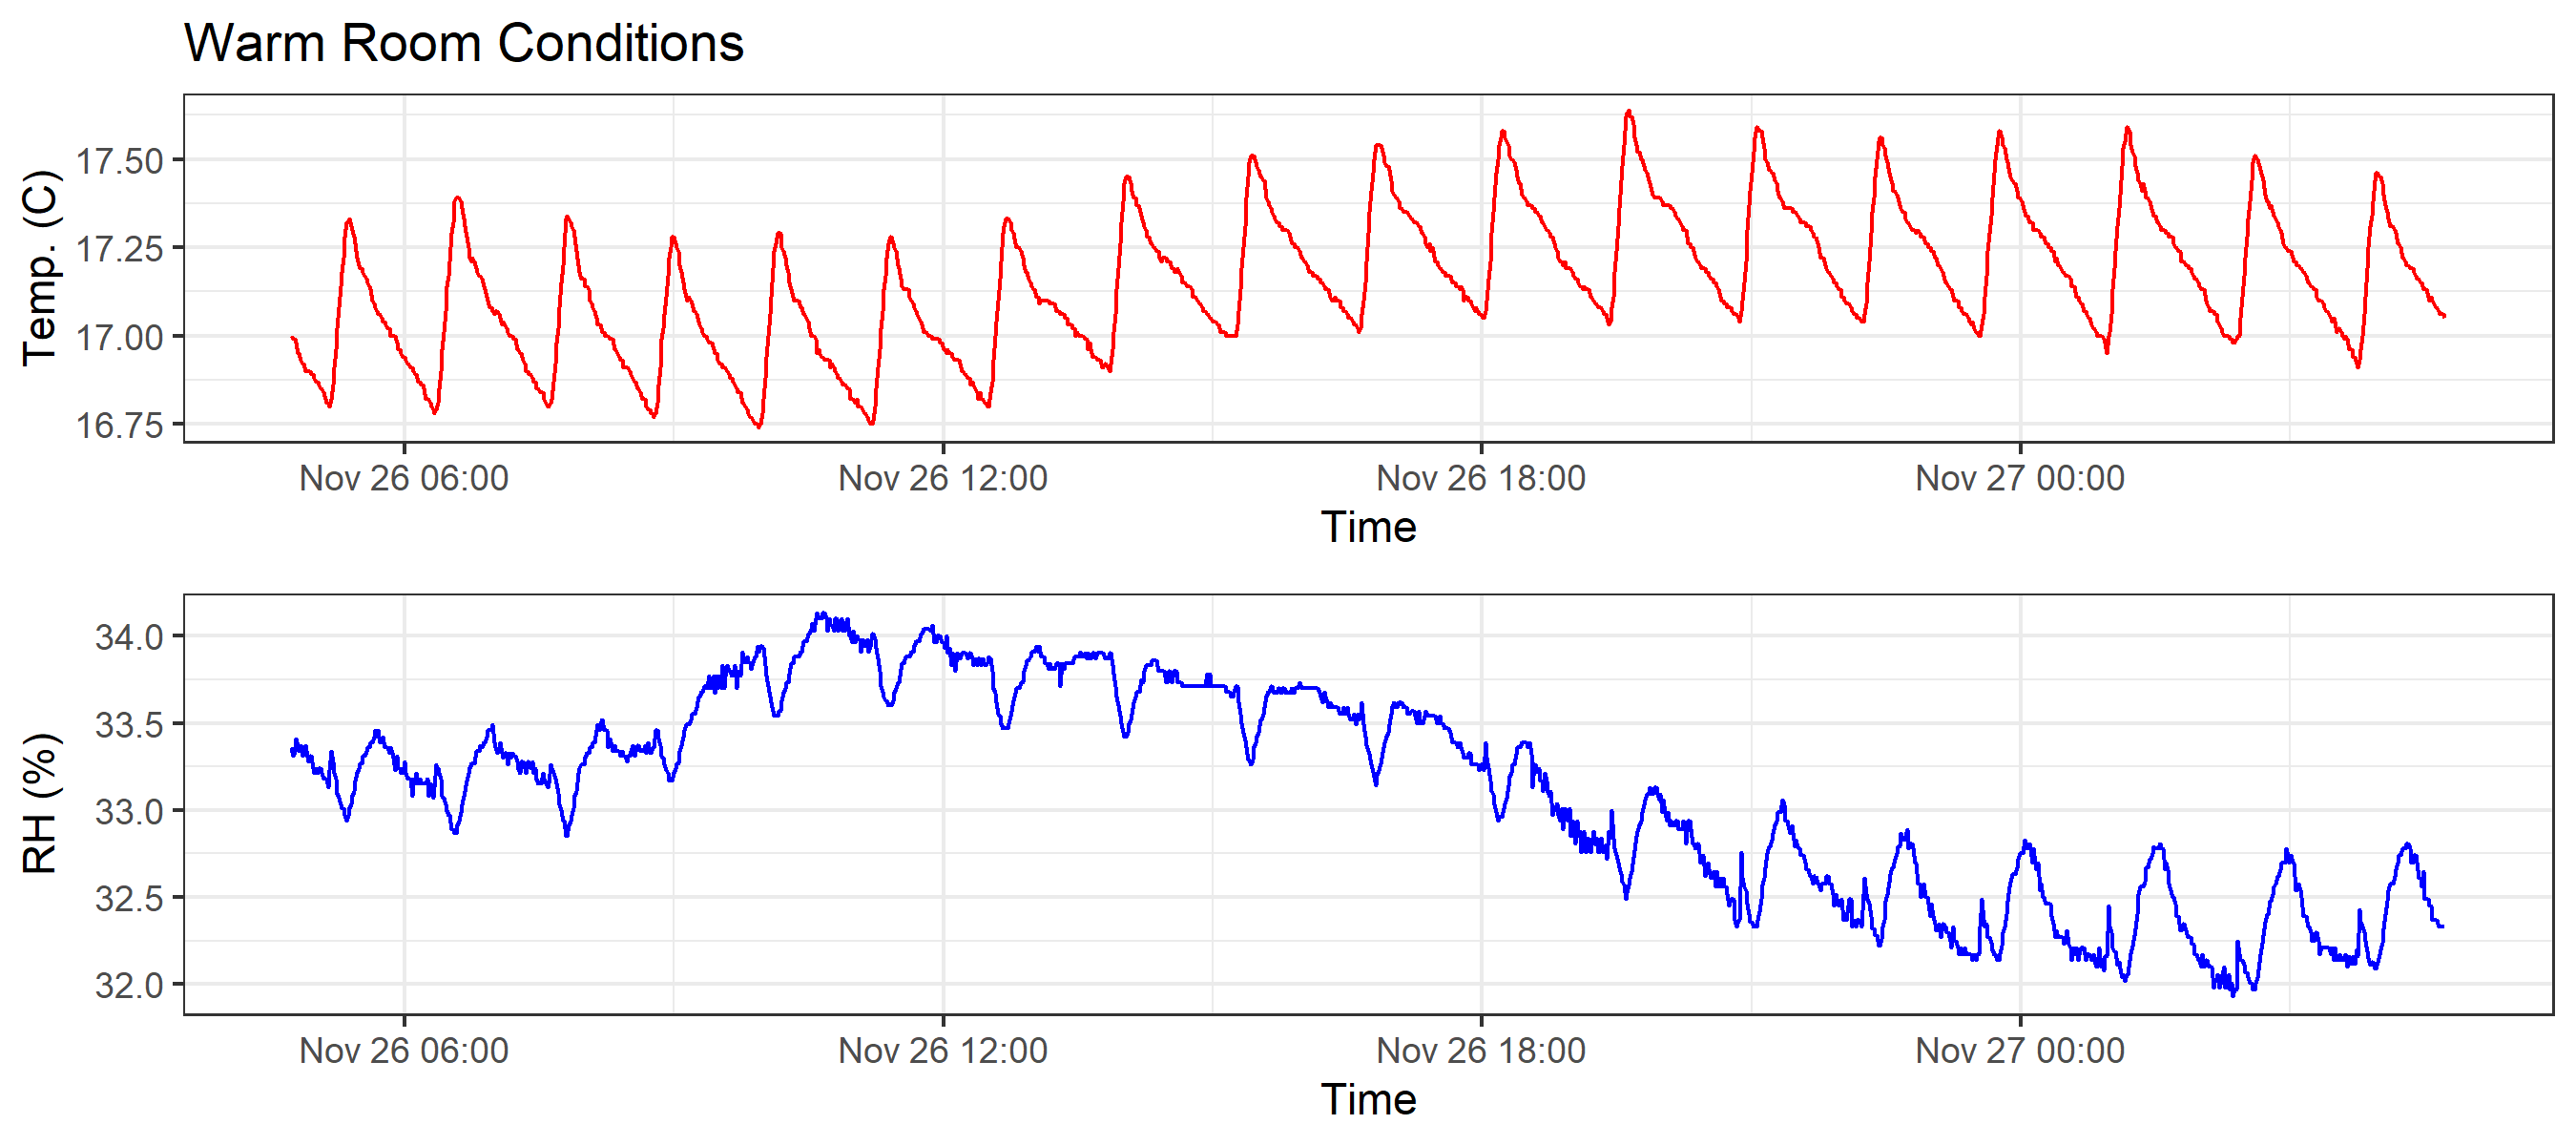 Warm Room Conditions
Temp. (C)
17.50
17.25
17.00
16.75
Nov 26 06:00 Nov 26 12:00 Nov 26 18:00 Nov 27 00:00
Time
RH (%)
34.0
33.5
33.0
32.5
32.0
Nov 26 06:00 Nov 26 12:00 Nov 26 18:00 Nov 27 00:00
Time